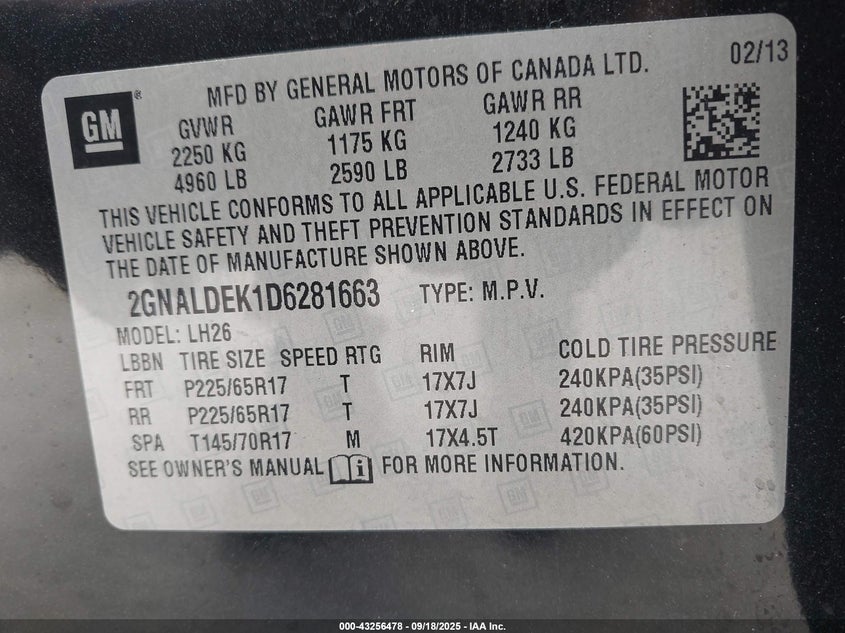 GM
®
MFD BY GENERAL MOTORS OF CANADA LTD.
02/13
GVWR GAWR FRT GAWR RR
2250 KG 1175 KG 1240 KG
4960 LB 2590 LB 2733 LB
THIS VEHICLE CONFORMS TO ALL APPLICABLE U.S. FEDERAL MOTOR
VEHICLE SAFETY AND THEFT PREVENTION STANDARDS IN EFFECT ON
THE DATE OF MANUFACTURE SHOWN ABOVE.
2GNALDEK1D6281663 TYPE: M.P.V.
MODEL: LH26
LBBN TIRE SIZE SPEED RTG RIM COLD TIRE PRESSURE
FRT P225/65R17 T 17X7J 240KPA(35PSI)
RR P225/65R17 T 17X7J 240KPA(35PSI)
SPA T145/70R17 M 17X4.5T 420KPA(60PSI)
SEE OWNER'S MANUAL i FOR MORE INFORMATION.
000-43256478 - 09/18/2025 - IAA Inc.